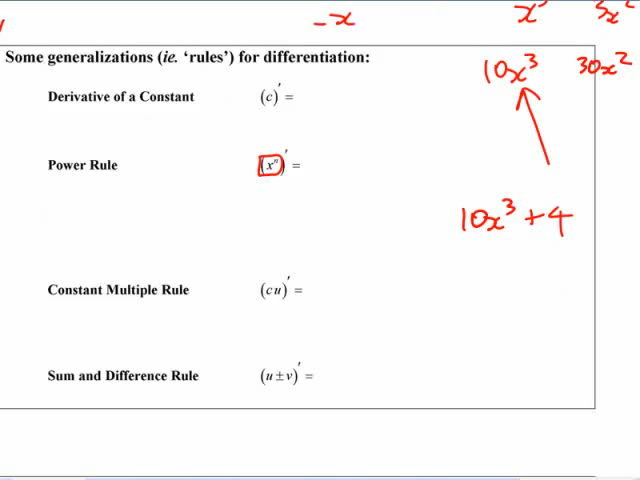 -x x³ 3x²
Some generalizations (ie. 'rules') for differentiation:
10x³ 30x²
Derivative of a Constant (c)′ =
Power Rule (xⁿ)′ =
10x³ + 4
Constant Multiple Rule (cu)′ =
Sum and Difference Rule (u ± v)′ =